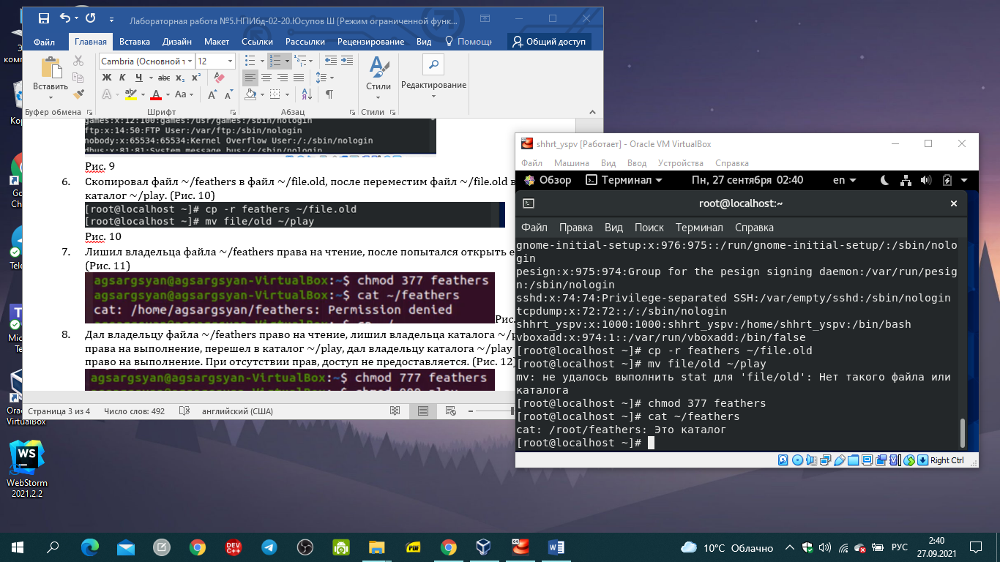 Лабораторная работа №5.НПИбд-02-20.Юсупов Ш [Режим ограниченной функ...
Файл Главная Вставка Дизайн Макет Ссылки Рассылки Рецензирование Вид Помощь Общий доступ
Cambria (Основной т 12
Вставить
Ж К Ч abc x₂ x²
Стили
Редактирование
Буфер обмена Шрифт Абзац Стили
games:x:12:100:games:/usr/games:/sbin/nologin
ftp:x:14:50:FTP User:/var/ftp:/sbin/nologin
nobody:x:65534:65534:Kernel Overflow User:/:/sbin/nologin
dbus:x:81:81:System message bus:/:/sbin/nologin
Рис. 9
6. Скопировал файл ~/feathers в файл ~/file.old, после переместим файл ~/file.old в
каталог ~/play. (Рис. 10)
[root@localhost ~]# cp -r feathers ~/file.old
[root@localhost ~]# mv file/old ~/play
Рис. 10
7. Лишил владельца файла ~/feathers права на чтение, после попытался открыть е
(Рис. 11)
agsargsyan@agsargsyan-VirtualBox:~$ chmod 377 feathers
agsargsyan@agsargsyan-VirtualBox:~$ cat ~/feathers
cat: /home/agsargsyan/feathers: Permission denied
Рис.
8. Дал владельцу файла ~/feathers право на чтение, лишил владельца каталога ~/p
права на выполнение, перешел в каталог ~/play, дал владельцу каталога ~/play
право на выполнение. При отсутствии прав, доступ не предоставляется. (Рис. 12)
agsargsyan@agsargsyan-VirtualBox:~$ chmod 777 feathers
Страница 3 из 4 Число слов: 492 английский (США)
shhrt_yspv [Работает] - Oracle VM VirtualBox
Файл Машина Вид Ввод Устройства Справка
Обзор Терминал Пн, 27 сентября 02:40 en
root@localhost:~
Файл Правка Вид Поиск Терминал Справка
gnome-initial-setup:x:976:975::/run/gnome-initial-setup/:/sbin/nolo
gin
pesign:x:975:974:Group for the pesign signing daemon:/var/run/pesig
n:/sbin/nologin
sshd:x:74:74:Privilege-separated SSH:/var/empty/sshd:/sbin/nologin
tcpdump:x:72:72::/:/sbin/nologin
shhrt_yspv:x:1000:1000:shhrt_yspv:/home/shhrt_yspv:/bin/bash
vboxadd:x:974:1::/var/run/vboxadd:/bin/false
[root@localhost ~]# cp -r feathers ~/file.old
[root@localhost ~]# mv file/old ~/play
mv: не удалось выполнить stat для 'file/old': Нет такого файла или
каталога
[root@localhost ~]# chmod 377 feathers
[root@localhost ~]# cat ~/feathers
cat: /root/feathers: Это каталог
[root@localhost ~]#
Right Ctrl
VirtualBox
WS
WebStorm
2021.2.2
DEV
C++
PDF
64
10°C Облачно
РУС
2:40
27.09.2021